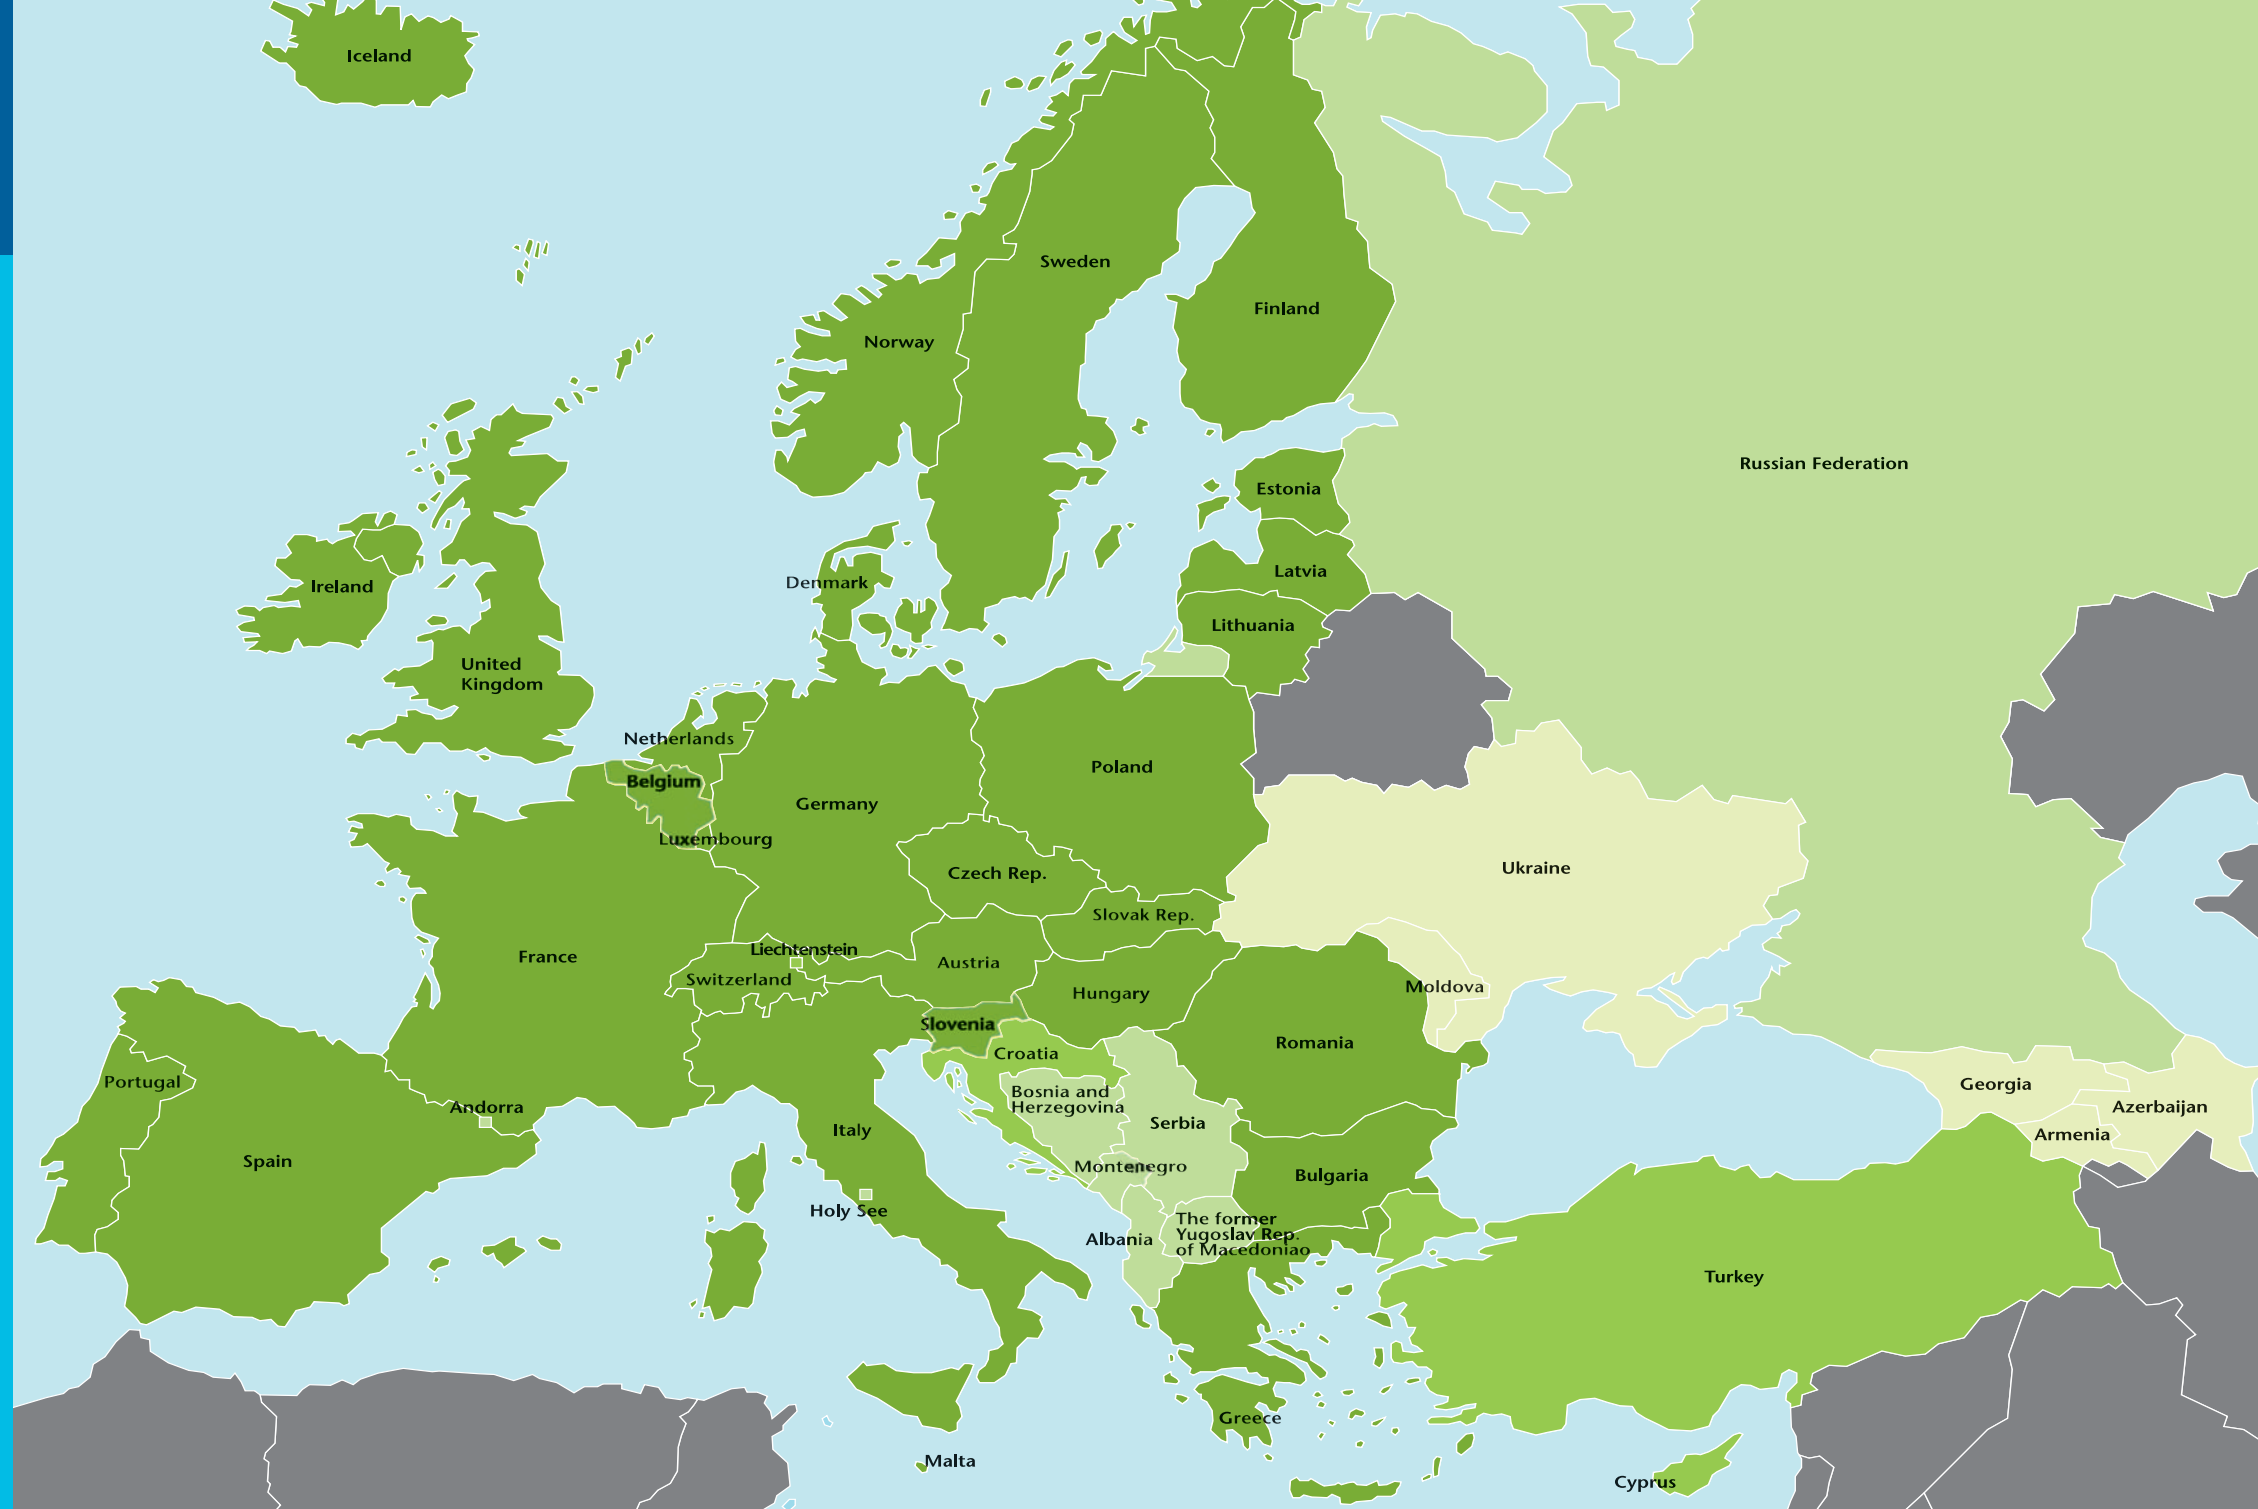 Iceland
Sweden
Finland
Norway
Russian Federation
Estonia
Latvia
Denmark
Ireland
Lithuania
United
Kingdom
Netherlands
Poland
Belgium
Germany
Luxembourg
Ukraine
Czech Rep.
Slovak Rep.
Liechtenstein
France
Austria
Switzerland
Moldova
Hungary
Slovenia
Romania
Croatia
Portugal
Georgia
Bosnia and
Herzegovina
Andorra
Azerbaijan
Serbia
Italy
Armenia
Spain
Montenegro
Bulgaria
Holy See
The former
Yugoslav Rep.
of Macedoniao
Albania
Turkey
Greece
Malta
Cyprus